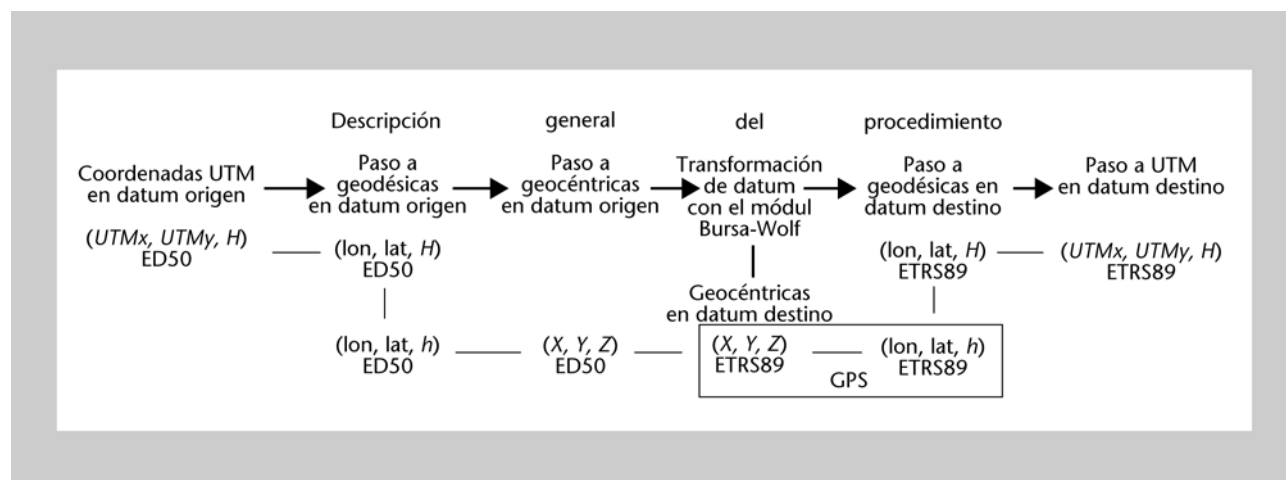 Descripción general del procedimiento
Coordenadas UTM
en datum origen
Paso a
geodésicas
en datum origen
Paso a
geocéntricas
en datum origen
Transformación
de datum
con el módul
Bursa-Wolf
Paso a
geodésicas en
datum destino
Paso a UTM
en datum destino
(UTMx, UTMy, H)
ED50
(lon, lat, H)
ED50
(lon, lat, H)
ETRS89
(UTMx, UTMy, H)
ETRS89
Geocéntricas
en datum destino
(lon, lat, h)
ED50
(X, Y, Z)
ED50
(X, Y, Z)
ETRS89
(lon, lat, h)
ETRS89
GPS